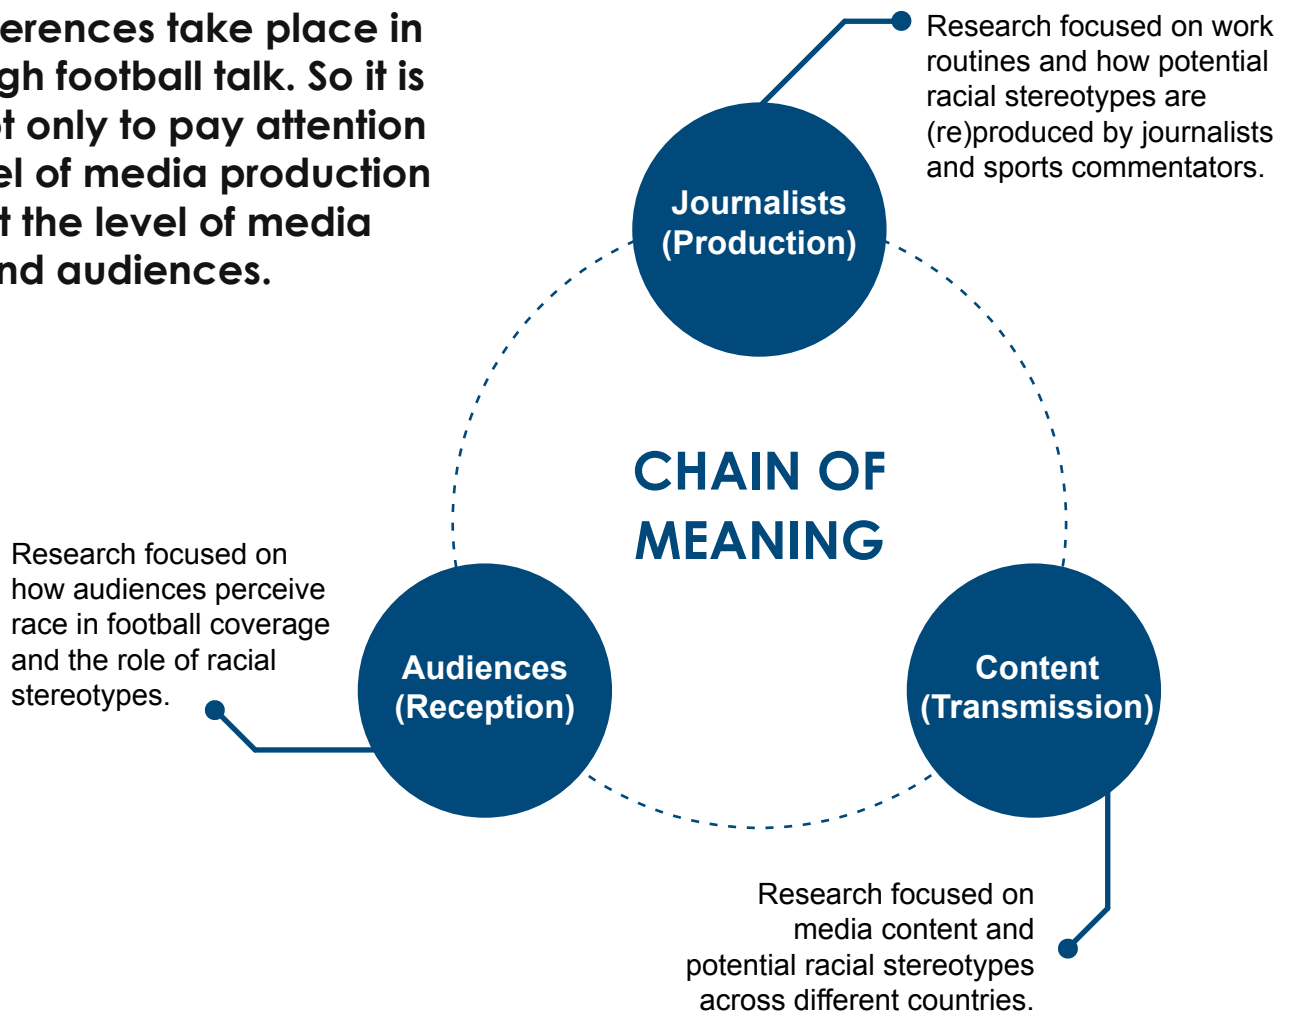 erences take place in
gh football talk. So it is
t only to pay attention
el of media production
t the level of media
nd audiences.
Research focused on work
routines and how potential
racial stereotypes are
(re)produced by journalists
and sports commentators.
Journalists
(Production)
CHAIN OF
MEANING
Research focused on
how audiences perceive
race in football coverage
and the role of racial
stereotypes.
Audiences
(Reception)
Content
(Transmission)
Research focused on
media content and
potential racial stereotypes
across different countries.